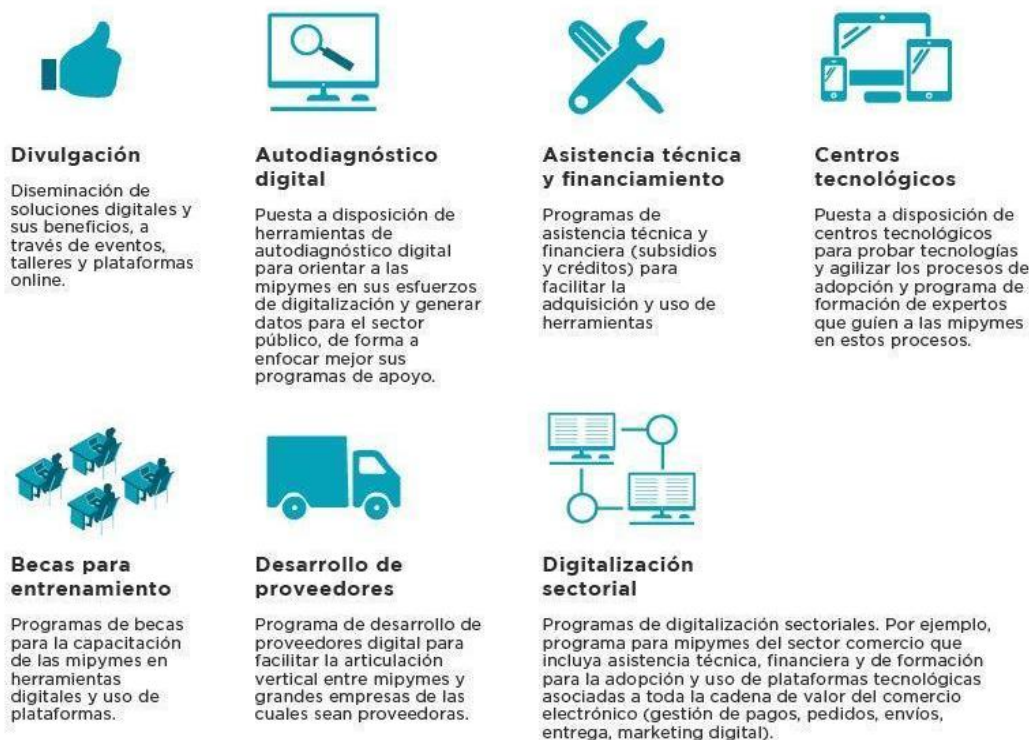 Divulgación
Diseminación de
soluciones digitales y
sus beneficios, a
través de eventos,
talleres y plataformas
online.
Autodiagnóstico
digital
Puesta a disposición de
herramientas de
autodiagnóstico digital
para orientar a las
mipymes en sus esfuerzos
de digitalización y generar
datos para el sector
público, de forma a
enfocar mejor sus
programas de apoyo.
Asistencia técnica
y financiamiento
Programas de
asistencia técnica y
financiera (subsidios
y créditos) para
facilitar la
adquisición y uso de
herramientas
Centros
tecnológicos
Puesta a disposición de
centros tecnológicos
para probar tecnologías
y agilizar los procesos de
adopción y programa de
formación de expertos
que guíen a las mipymes
en estos procesos.
Becas para
entrenamiento
Programas de becas
para la capacitación
de las mipymes en
herramientas
digitales y uso de
plataformas.
Desarrollo de
proveedores
Programa de desarrollo de
proveedores digital para
facilitar la articulación
vertical entre mipymes y
grandes empresas de las
cuales sean proveedoras.
Digitalización
sectorial
Programas de digitalización sectoriales. Por ejemplo,
programa para mipymes del sector comercio que
incluya asistencia técnica, financiera y de formación
para la adopción y uso de plataformas tecnológicas
asociadas a toda la cadena de valor del comercio
electrónico (gestión de pagos, pedidos, envíos,
entrega, marketing digital).